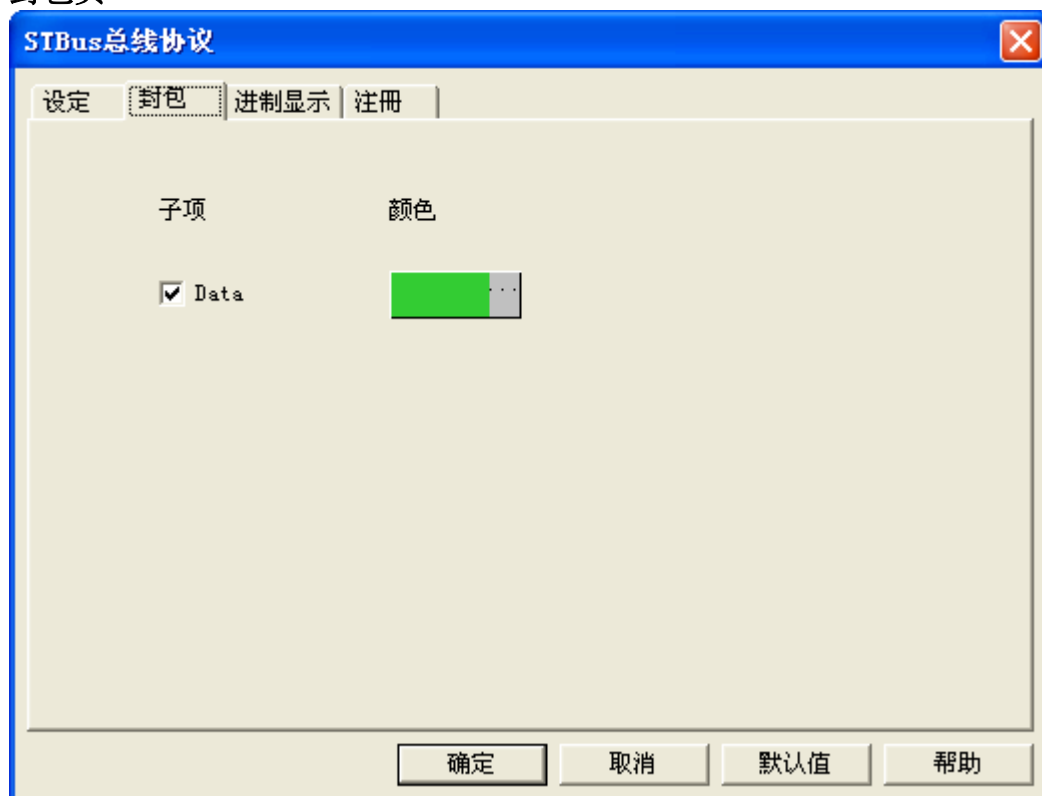 STBus总线协议
设定 封包 进制显示 注冊
子项 颜色
Data ...
确定 取消 默认值 帮助